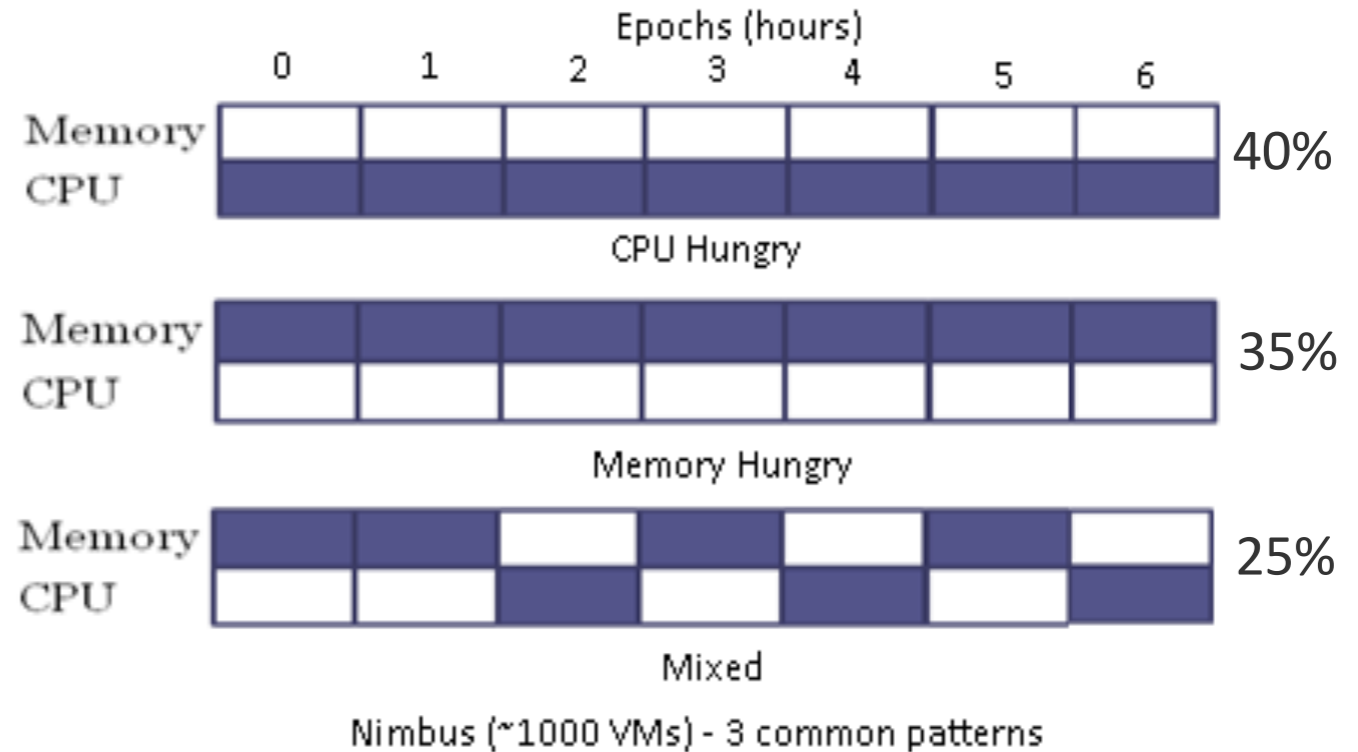 Epochs (hours)
0 1 2 3 4 5 6
Memory
CPU
40%
CPU Hungry
Memory
CPU
35%
Memory Hungry
Memory
CPU
25%
Mixed
Nimbus (~1000 VMs) - 3 common patterns